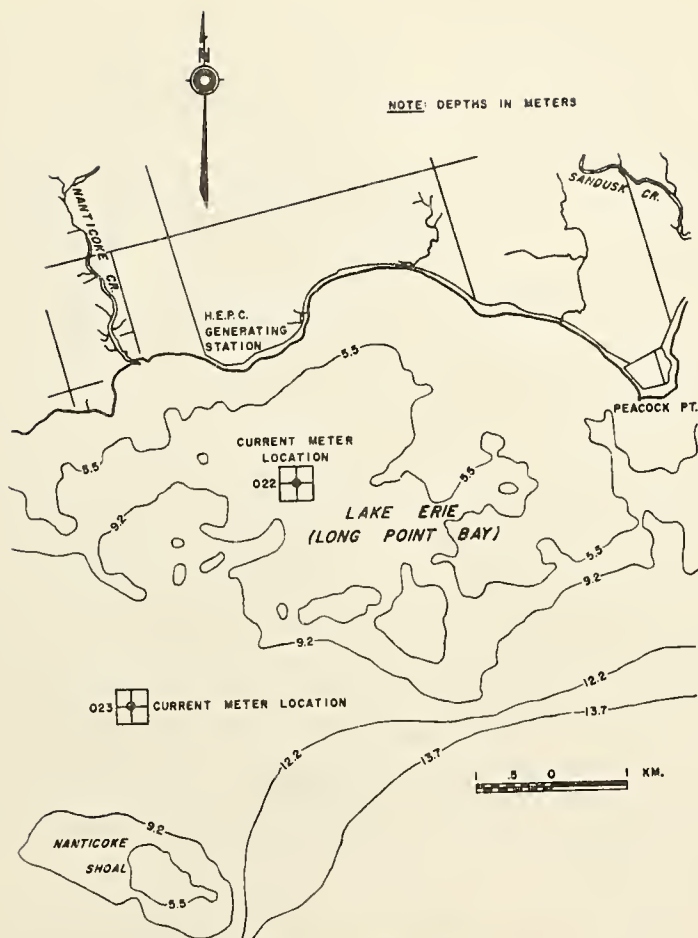 N
NOTE: DEPTHS IN METERS
NANTICOKE CR.
SANDUSK CR.
H.E.P.C.
GENERATING
STATION
5.5
PEACOCK PT.
5.5
CURRENT METER
LOCATION
022
5.5
9.2
LAKE ERIE
(LONG POINT BAY)
5.5
9.2
9.2
023
CURRENT METER LOCATION
12.2
13.7
12.2
13.7
1 .5 0 1 KM.
9.2
NANTICOKE
SHOAL
5.5